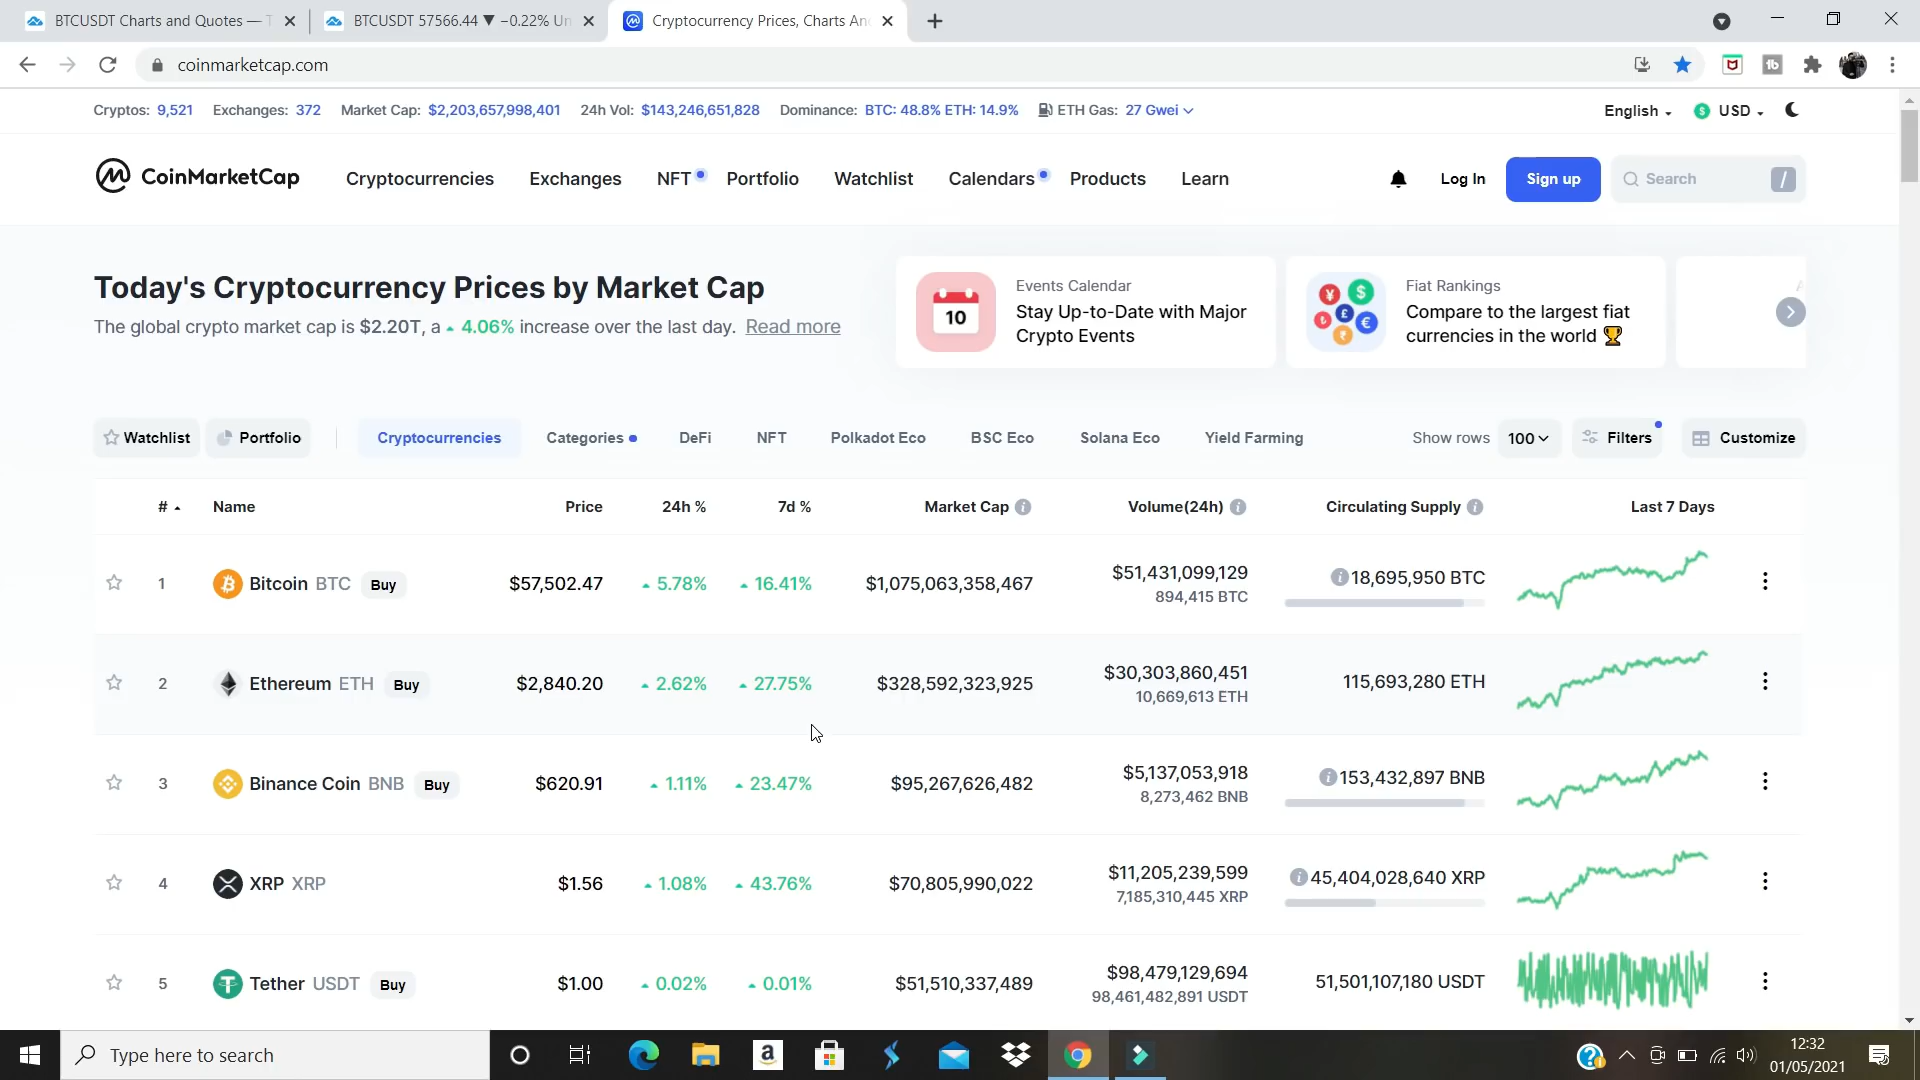 BTCUSDT Charts and Quotes — T
BTCUSDT 57566.44 ▼ −0.22% Un
Cryptocurrency Prices, Charts An
coinmarketcap.com
Cryptos: 9,521 Exchanges: 372 Market Cap: $2,203,657,998,401 24h Vol: $143,246,651,828 Dominance: BTC: 48.8% ETH: 14.9% ETH Gas: 27 Gwei
English USD
CoinMarketCap
Cryptocurrencies Exchanges NFT Portfolio Watchlist Calendars Products Learn
Log In Sign up Search /
Today's Cryptocurrency Prices by Market Cap
The global crypto market cap is $2.20T, a 4.06% increase over the last day. Read more
10
Events Calendar
Stay Up-to-Date with Major
Crypto Events
Fiat Rankings
Compare to the largest fiat
currencies in the world 🏆
Watchlist Portfolio Cryptocurrencies Categories DeFi NFT Polkadot Eco BSC Eco Solana Eco Yield Farming Show rows 100 Filters Customize
# Name Price 24h % 7d % Market Cap Volume(24h) Circulating Supply Last 7 Days
1 Bitcoin BTC Buy $57,502.47 5.78% 16.41% $1,075,063,358,467 $51,431,099,129 18,695,950 BTC
894,415 BTC
2 Ethereum ETH Buy $2,840.20 2.62% 27.75% $328,592,323,925 $30,303,860,451 115,693,280 ETH
10,669,613 ETH
3 Binance Coin BNB Buy $620.91 1.11% 23.47% $95,267,626,482 $5,137,053,918 153,432,897 BNB
8,273,462 BNB
4 XRP XRP $1.56 1.08% 43.76% $70,805,990,022 $11,205,239,599 45,404,028,640 XRP
7,185,310,445 XRP
5 Tether USDT Buy $1.00 0.02% 0.01% $51,510,337,489 $98,479,129,694 51,501,107,180 USDT
98,461,482,891 USDT
Type here to search
12:32
01/05/2021